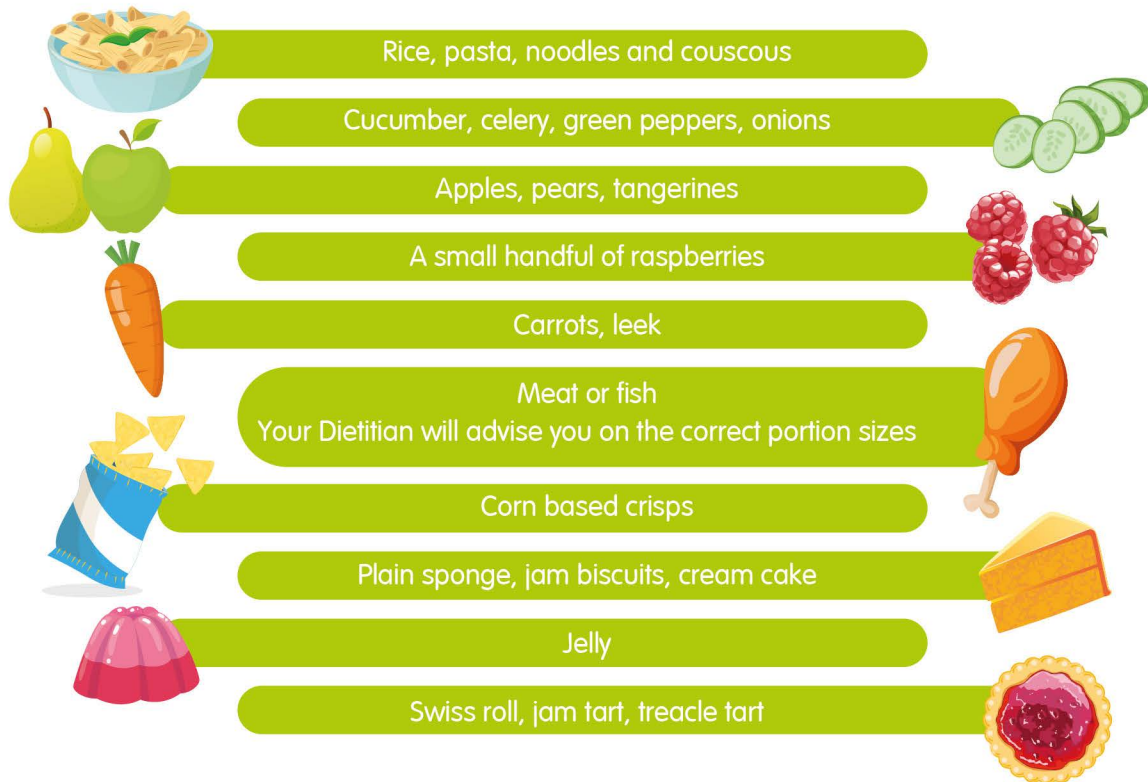 Rice, pasta, noodles and couscous
Cucumber, celery, green peppers, onions
Apples, pears, tangerines
A small handful of raspberries
Carrots, leek
Meat or fish
Your Dietitian will advise you on the correct portion sizes
Corn based crisps
Plain sponge, jam biscuits, cream cake
Jelly
Swiss roll, jam tart, treacle tart